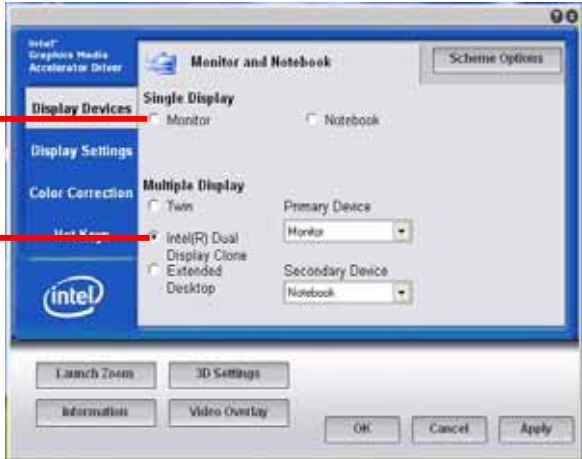 Intel®
Graphics Media
Accelerator Driver
Monitor and Notebook
Scheme Options
Display Devices
Display Settings
Color Correction
Hot Keys
intel
Single Display
Monitor
Notebook
Multiple Display
Twin
Intel(R) Dual
Display Clone
Extended
Desktop
Primary Device
Monitor
Secondary Device
Notebook
Launch Zoom
3D Settings
Information
Video Overlay
OK
Cancel
Apply